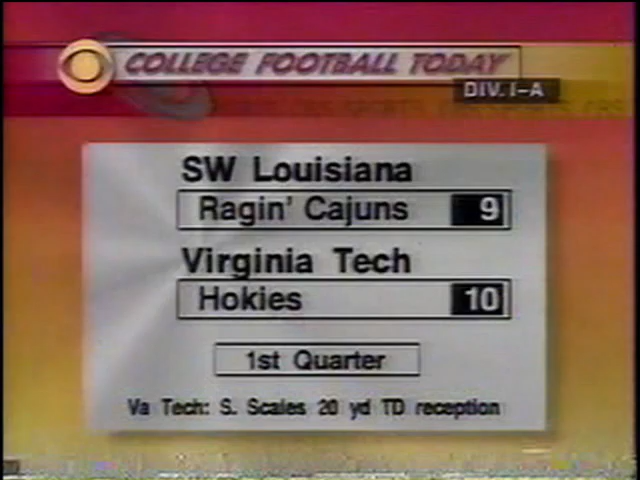 COLLEGE FOOTBALL TODAY
DIV. I-A
SW Louisiana
Ragin' Cajuns 9
Virginia Tech
Hokies 10
1st Quarter
Va Tech: S. Scales 20 yd TD reception